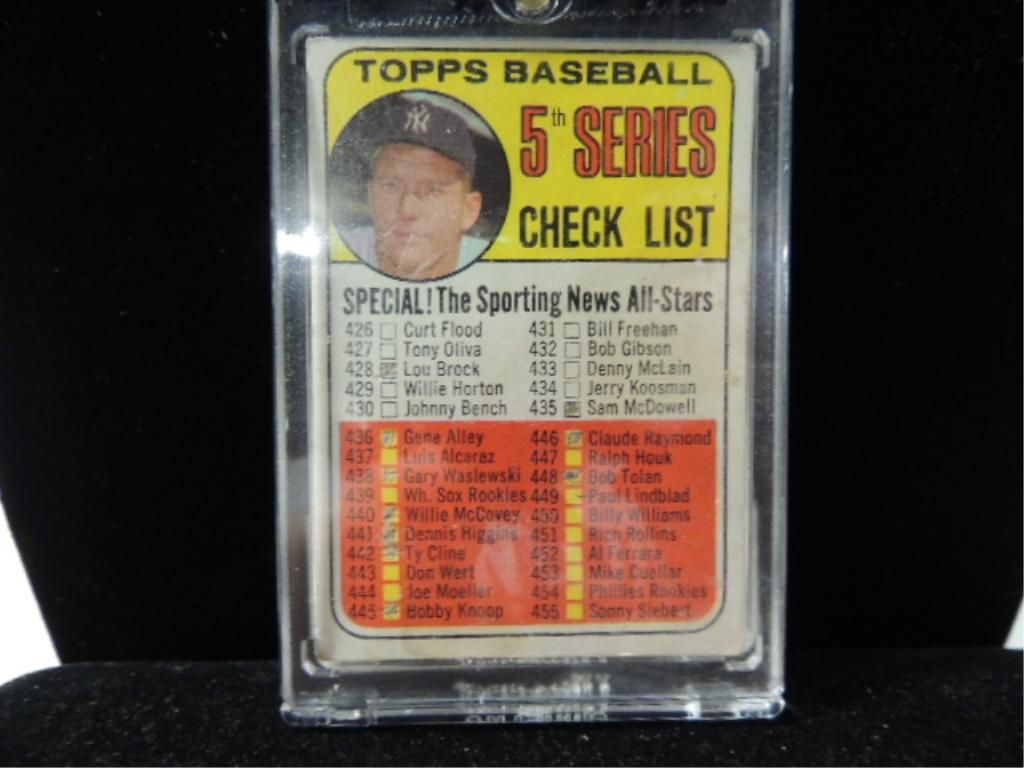 TOPPS BASEBALL
NY
5th SERIES
CHECK LIST
SPECIAL! The Sporting News All-Stars
426 Curt Flood
427 Tony Oliva
428 Lou Brock
429 Willie Horton
430 Johnny Bench
431 Bill Freehan
432 Bob Gibson
433 Denny McLain
434 Jerry Koosman
435 Sam McDowell
436 Gene Alley
437 Luis Alcaraz
438 Gary Waslewski
439 Wh. Sox Rookies
440 Willie McCovey
441 Dennis Higgins
442 Ty Cline
443 Don Wert
444 Joe Moeller
445 Bobby Knoop
446 Claude Raymond
447 Ralph Houk
448 Bob Tolan
449 Paul Lindblad
450 Billy Williams
451 Rich Rollins
452 Al Ferrara
453 Mike Cuellar
454 Phillies Rookies
455 Sonny Siebert